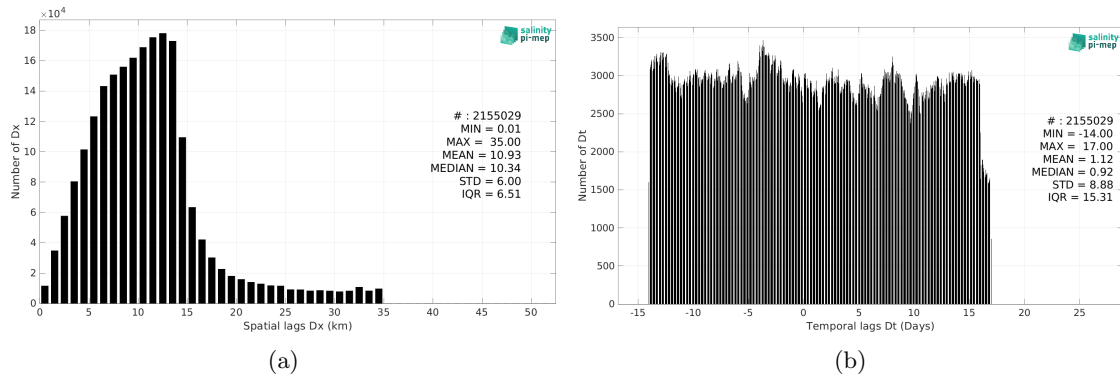 ×10⁴
18
16
14
12
10
8
6
4
2
0
Number of Dx
salinity
pi-mep
# : 2155029
MIN = 0.01
MAX = 35.00
MEAN = 10.93
MEDIAN = 10.34
STD = 6.00
IQR = 6.51
0 5 10 15 20 25 30 35 40 45 50
Spatial lags Dx (km)
(a)
3500
3000
2500
2000
1500
1000
500
0
Number of Dt
salinity
pi-mep
# : 2155029
MIN = -14.00
MAX = 17.00
MEAN = 1.12
MEDIAN = 0.92
STD = 8.88
IQR = 15.31
-15 -10 -5 0 5 10 15 20 25
Temporal lags Dt (Days)
(b)